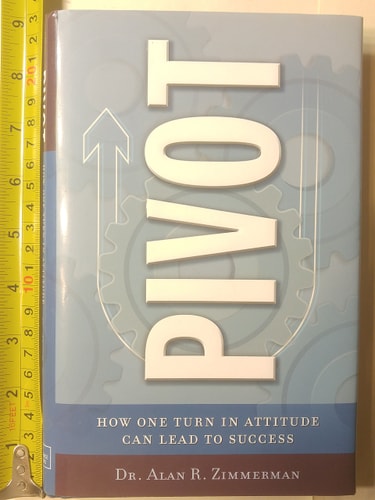 PIVOT
HOW ONE TURN IN ATTITUDE
CAN LEAD TO SUCCESS
DR. ALAN R. ZIMMERMAN